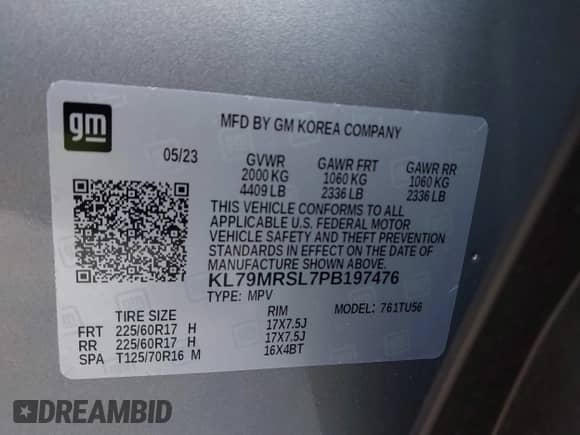 gm
MFD BY GM KOREA COMPANY
05/23 GVWR GAWR FRT GAWR RR
2000 KG 1060 KG 1060 KG
4409 LB 2336 LB 2336 LB
THIS VEHICLE CONFORMS TO ALL
APPLICABLE U.S. FEDERAL MOTOR
VEHICLE SAFETY AND THEFT PREVENTION
STANDARDS IN EFFECT ON THE DATE OF
MANUFACTURE SHOWN ABOVE.
KL79MRSL7PB197476
TYPE: MPV MODEL: 761TU56
TIRE SIZE RIM
FRT 225/60R17 H 17X7.5J
RR 225/60R17 H 17X7.5J
SPA T125/70R16 M 16X4BT
DREAMBID